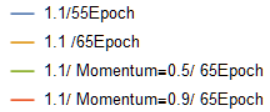 1.1/55Epoch
1.1 /65Epoch
1.1/ Momentum=0.5/ 65Epoch
1.1/ Momentum=0.9/ 65Epoch